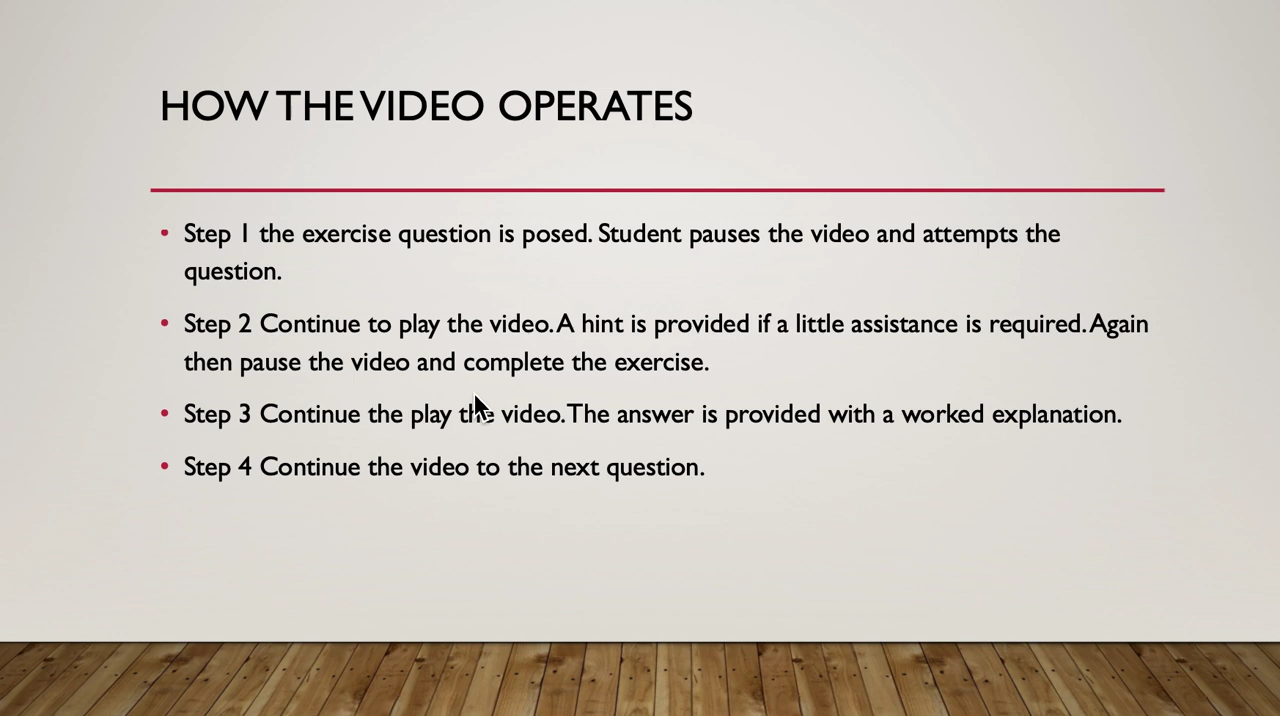 HOW THE VIDEO OPERATES
• Step 1 the exercise question is posed. Student pauses the video and attempts the
question.
• Step 2 Continue to play the video. A hint is provided if a little assistance is required. Again
then pause the video and complete the exercise.
• Step 3 Continue the play the video. The answer is provided with a worked explanation.
• Step 4 Continue the video to the next question.